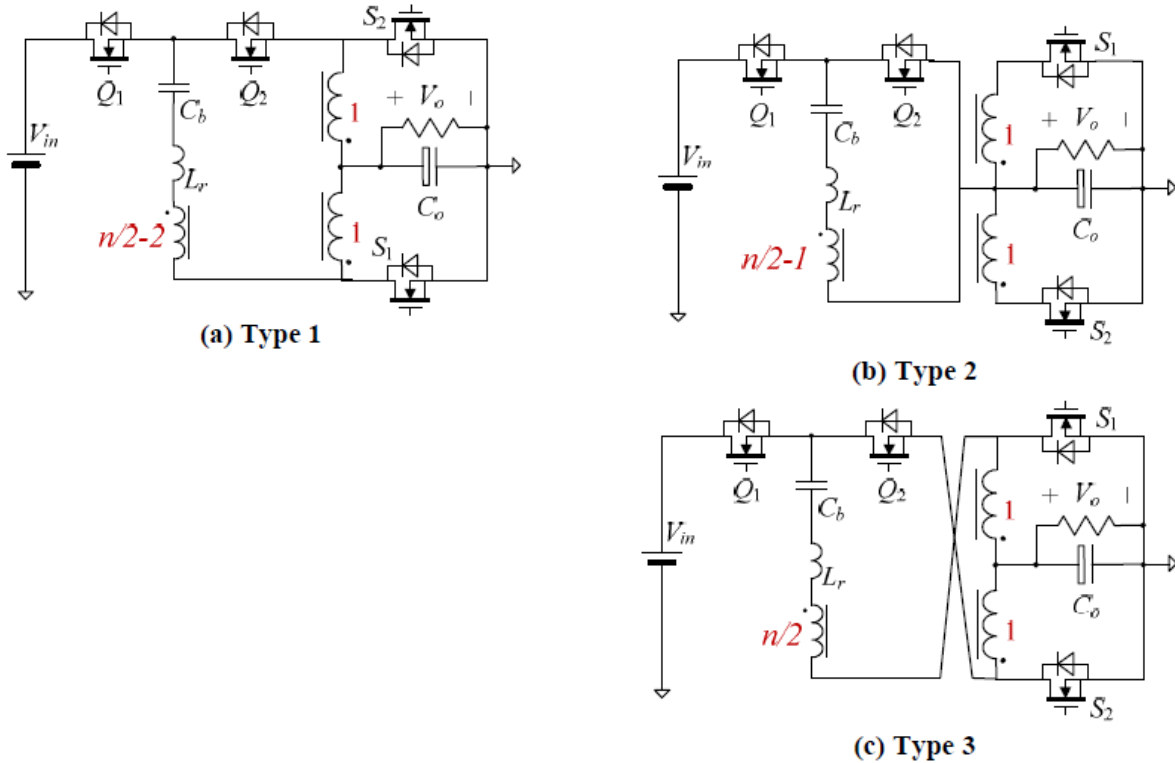 S2
Q1
Q2
Cb
+ Vo |
1
Vin
Lr
Co
n/2-2
1
S1
(a) Type 1
S1
Q1
Q2
Cb
+ Vo |
1
Vin
Lr
Co
n/2-1
1
S2
(b) Type 2
S1
Q1
Q2
Cb
+ Vo |
1
Vin
Lr
Co
n/2
1
S2
(c) Type 3